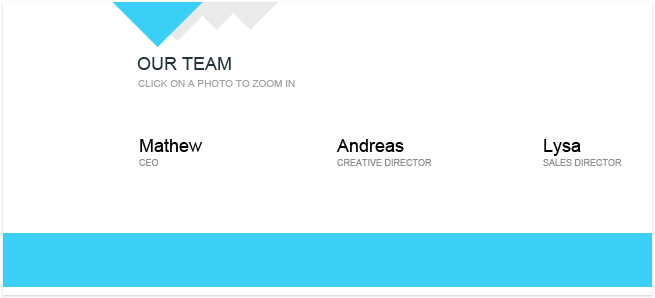 OUR TEAM
CLICK ON A PHOTO TO ZOOM IN
Mathew
CEO
Andreas
CREATIVE DIRECTOR
Lysa
SALES DIRECTOR